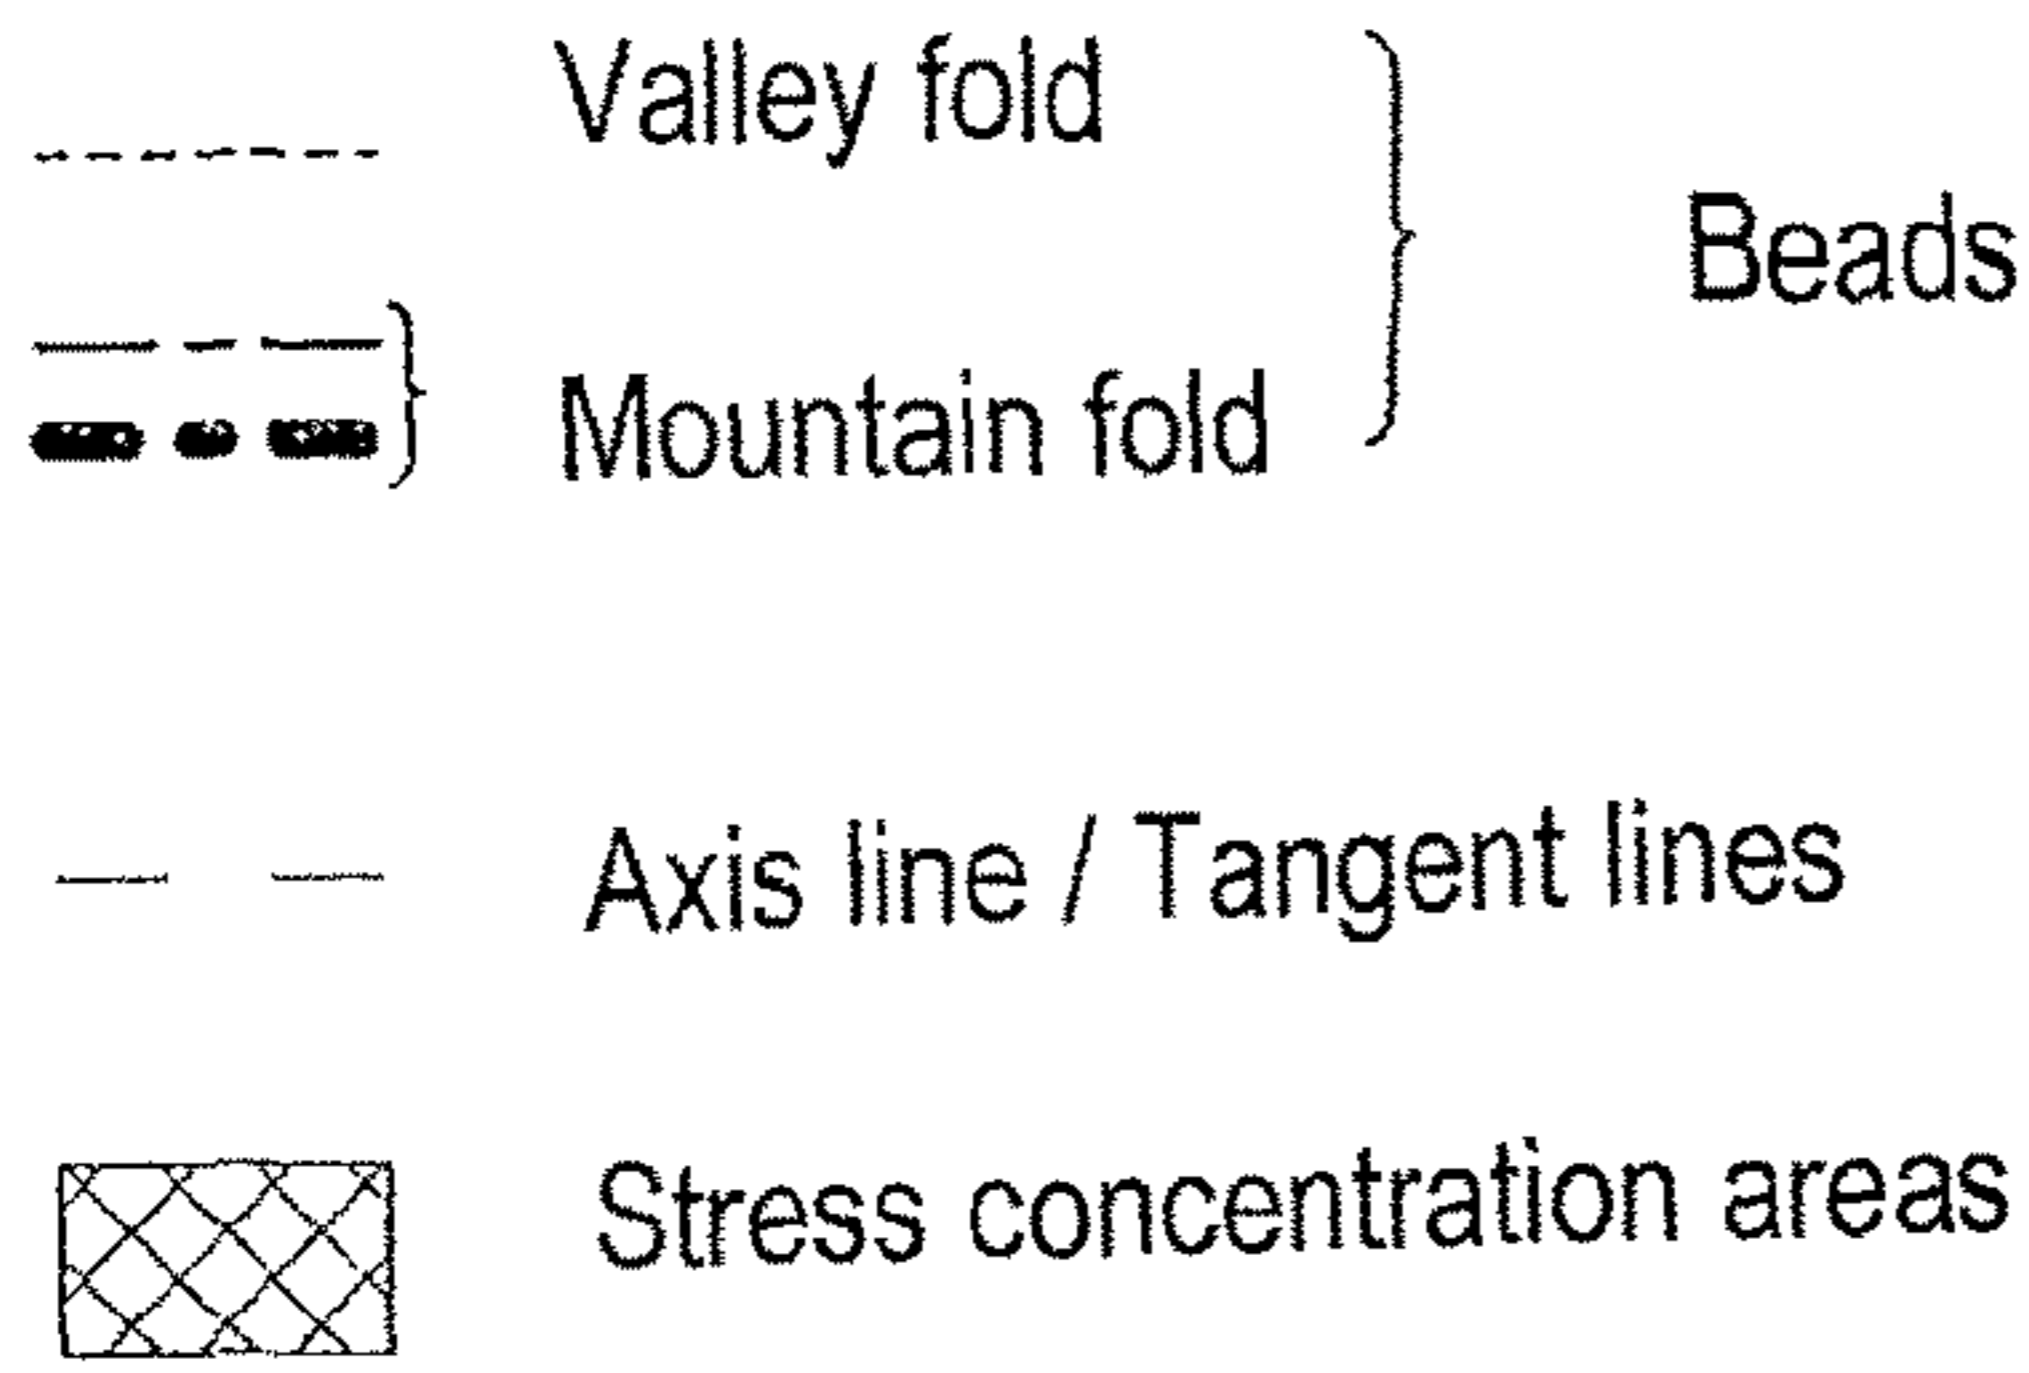 Valley fold
Beads
Mountain fold
Axis line / Tangent lines
Stress concentration areas